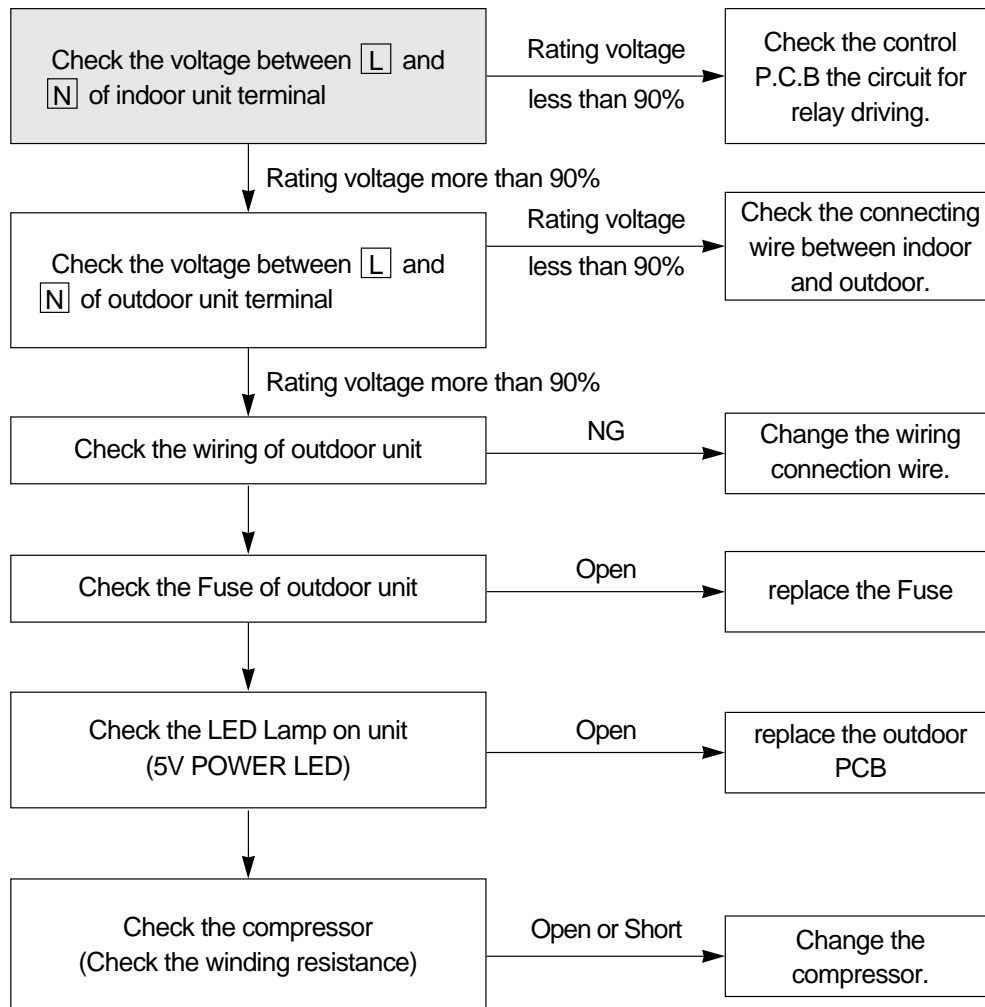 Check the voltage between L and
N of indoor unit terminal
Rating voltage
less than 90%
Check the control
P.C.B the circuit for
relay driving.
Rating voltage more than 90%
Check the voltage between L and
N of outdoor unit terminal
Rating voltage
less than 90%
Check the connecting
wire between indoor
and outdoor.
Rating voltage more than 90%
Check the wiring of outdoor unit
NG
Change the wiring
connection wire.
Check the Fuse of outdoor unit
Open
replace the Fuse
Check the LED Lamp on unit
(5V POWER LED)
Open
replace the outdoor
PCB
Check the compressor
(Check the winding resistance)
Open or Short
Change the
compressor.